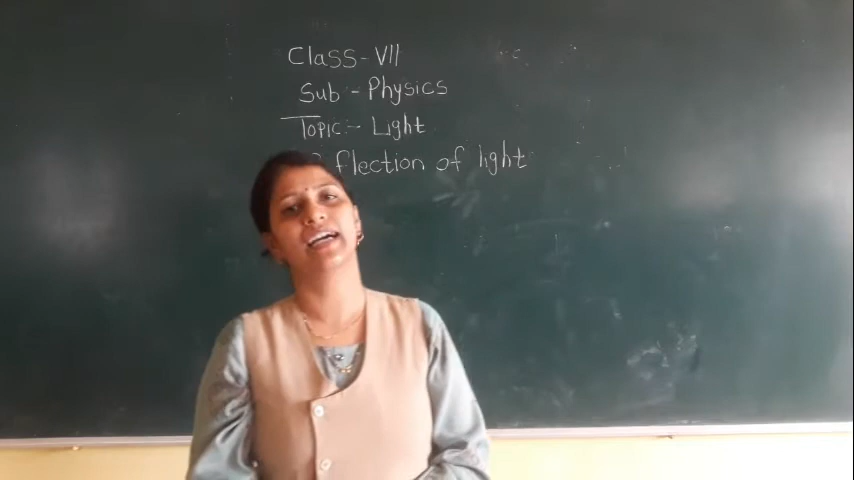 Class - VII
Sub - Physics
Topic :- Light
flection of light